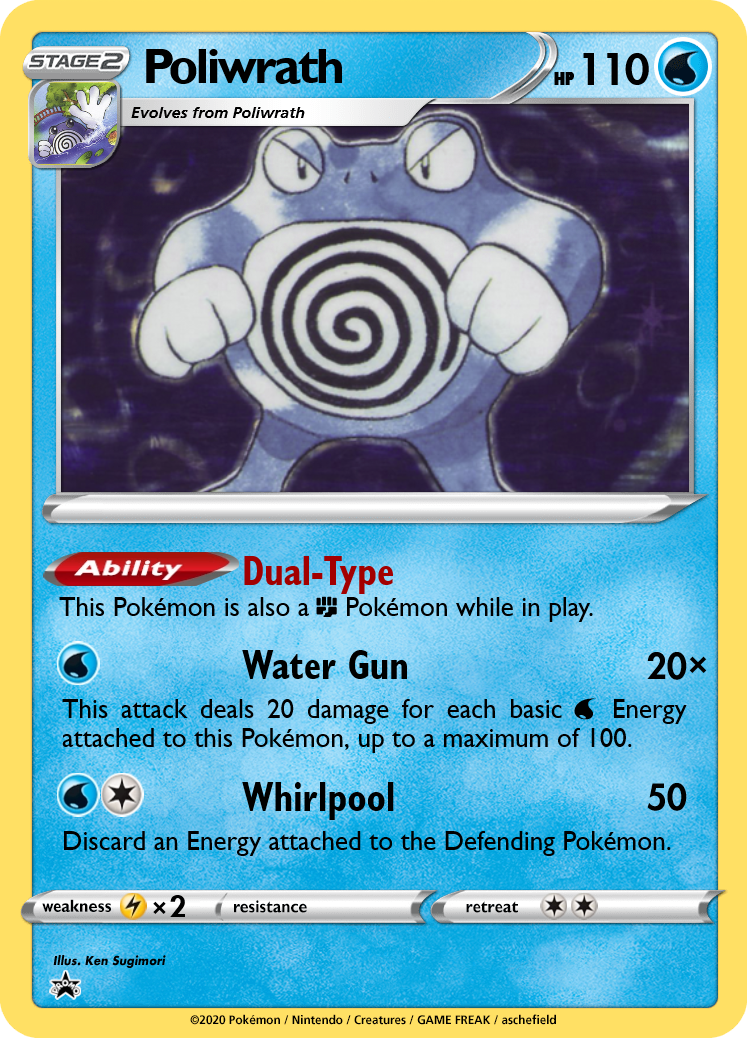 STAGE2 Poliwrath HP 110
Evolves from Poliwrath
Ability Dual-Type
This Pokémon is also a Pokémon while in play.
Water Gun 20×
This attack deals 20 damage for each basic Energy
attached to this Pokémon, up to a maximum of 100.
Whirlpool 50
Discard an Energy attached to the Defending Pokémon.
weakness ×2 resistance retreat
Illus. Ken Sugimori
PROMO
©2020 Pokémon / Nintendo / Creatures / GAME FREAK / aschefield